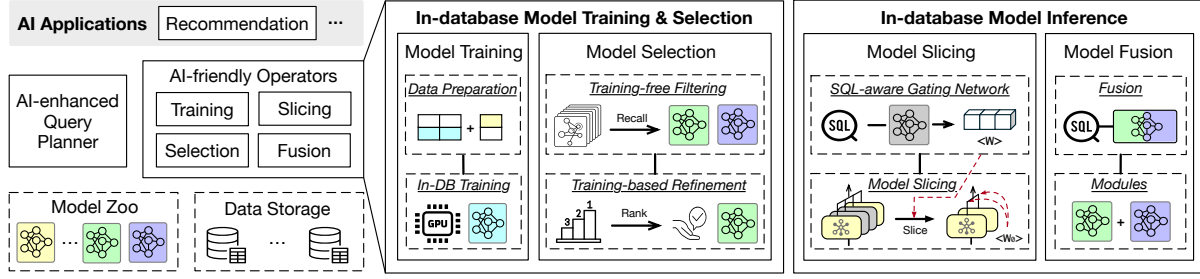 AI Applications
Recommendation
...
AI-enhanced
Query
Planner
AI-friendly Operators
Training
Slicing
Selection
Fusion
Model Zoo
...
Data Storage
...
In-database Model Training & Selection
Model Training
Data Preparation
+
In-DB Training
GPU
Model Selection
Training-free Filtering
Recall
Training-based Refinement
3 2 1
Rank
In-database Model Inference
Model Slicing
SQL-aware Gating Network
SQL
<W>
Model Slicing
Slice
<Wθ>
Model Fusion
Fusion
SQL
Modules
+